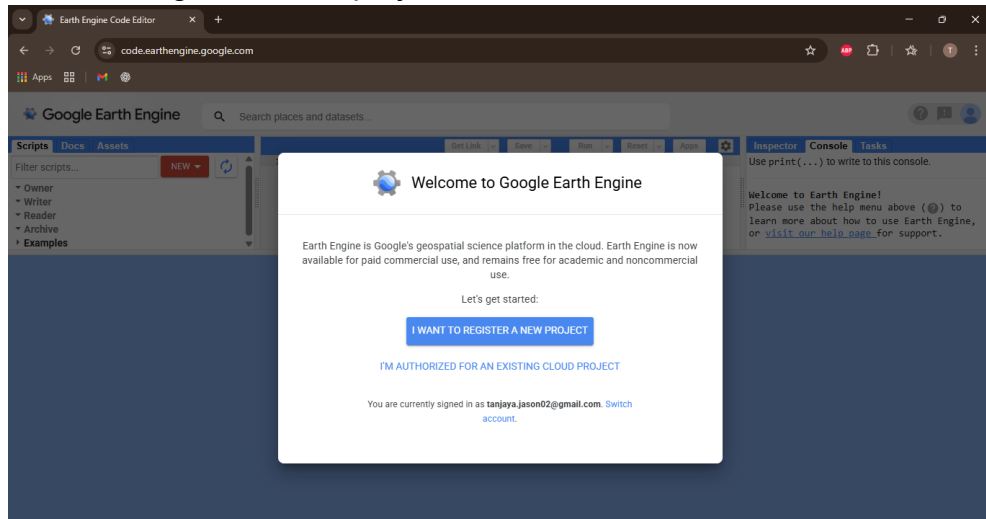 Earth Engine Code Editor
code.earthengine.google.com
ABP
T
Apps
Google Earth Engine
Search places and datasets...
Scripts Docs Assets
Filter scripts...
NEW
Owner
Writer
Reader
Archive
Examples
Get Link Save Run Reset Apps
Inspector Console Tasks
Use print(...) to write to this console.
Welcome to Earth Engine!
Please use the help menu above (?) to
learn more about how to use Earth Engine,
or visit our help page for support.
Welcome to Google Earth Engine
Earth Engine is Google's geospatial science platform in the cloud. Earth Engine is now
available for paid commercial use, and remains free for academic and noncommercial
use.
Let's get started:
I WANT TO REGISTER A NEW PROJECT
I'M AUTHORIZED FOR AN EXISTING CLOUD PROJECT
You are currently signed in as tanjaya.jason02@gmail.com. Switch
account.